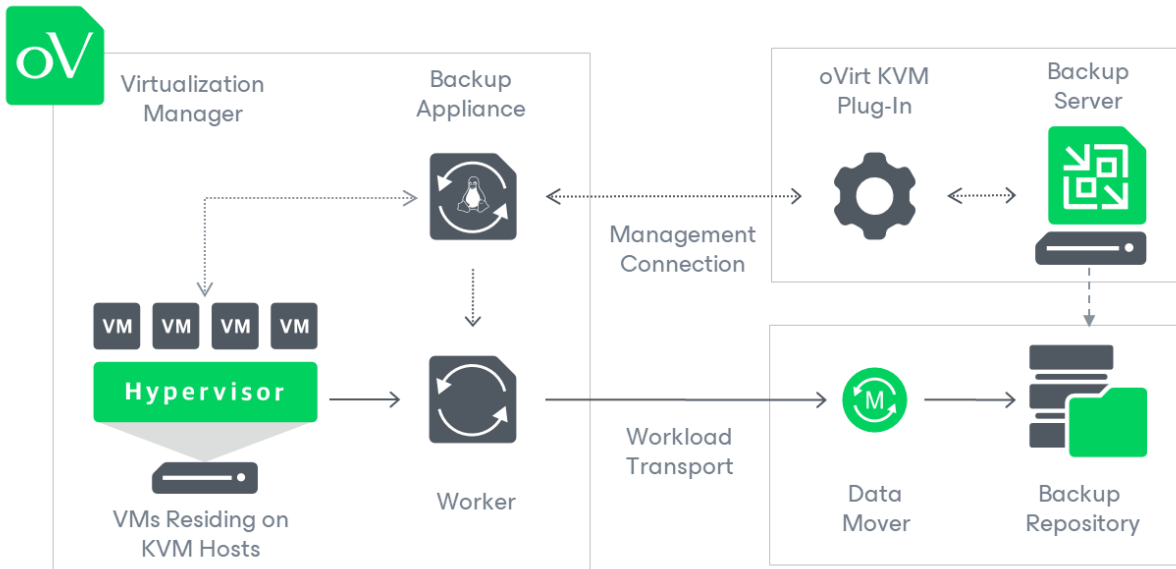 oV
Virtualization
Manager
Backup
Appliance
oVirt KVM
Plug-In
Backup
Server
Management
Connection
VM
VM
VM
VM
Hypervisor
VMs Residing on
KVM Hosts
Worker
Workload
Transport
M
Data
Mover
Backup
Repository